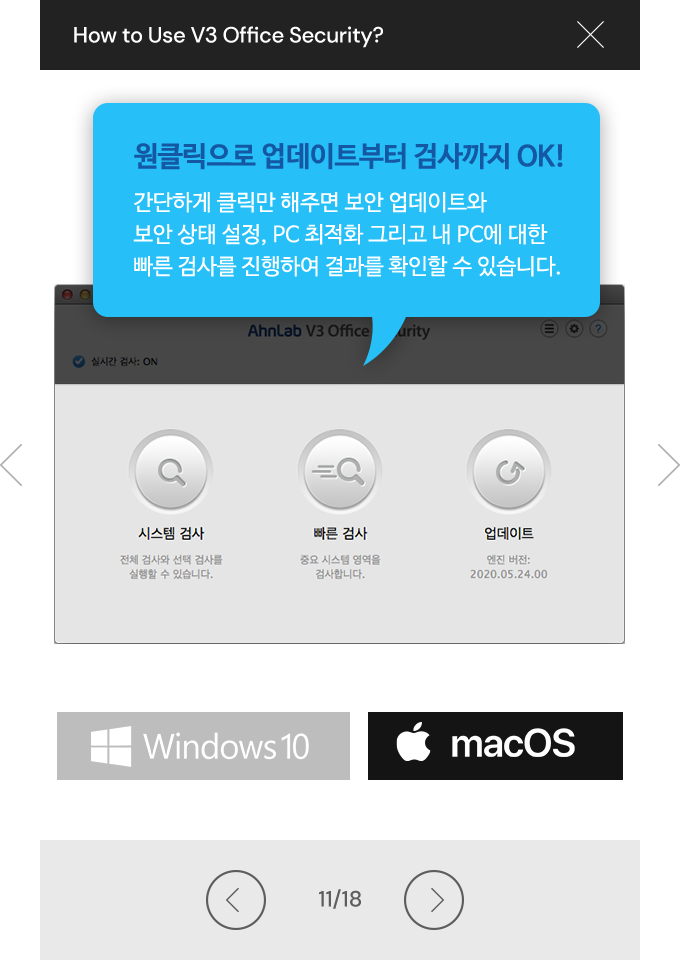 How to Use V3 Office Security?
원클릭으로 업데이트부터 검사까지 OK!
간단하게 클릭만 해주면 보안 업데이트와
보안 상태 설정, PC 최적화 그리고 내 PC에 대한
빠른 검사를 진행하여 결과를 확인할 수 있습니다.
AhnLab V3 Office urity
실시간 검사: ON
시스템 검사
전체 검사와 선택 검사를
실행할 수 있습니다.
빠른 검사
중요 시스템 영역을
검사합니다.
업데이트
엔진 버전:
2020.05.24.00
Windows 10
macOS
11/18